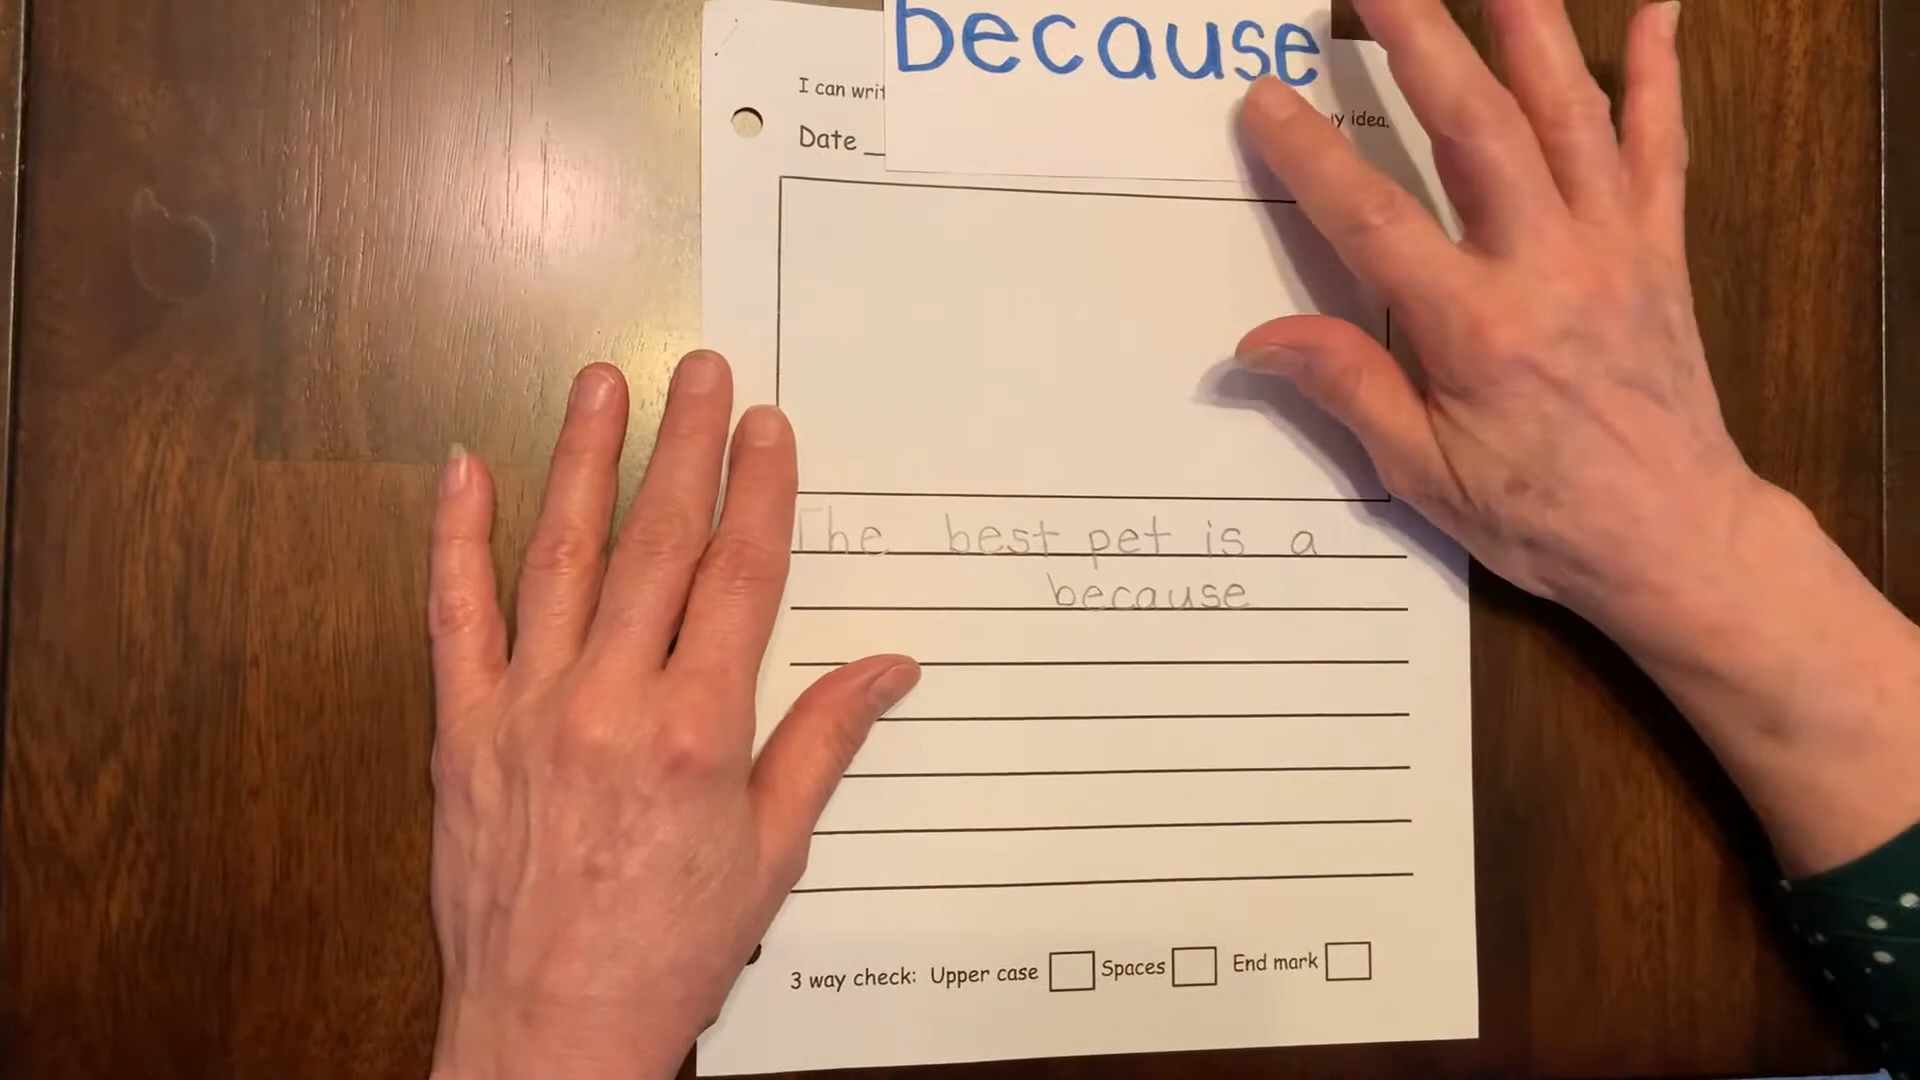 because
I can writ
y idea.
Date
The best pet is a
because
3 way check: Upper case Spaces End mark